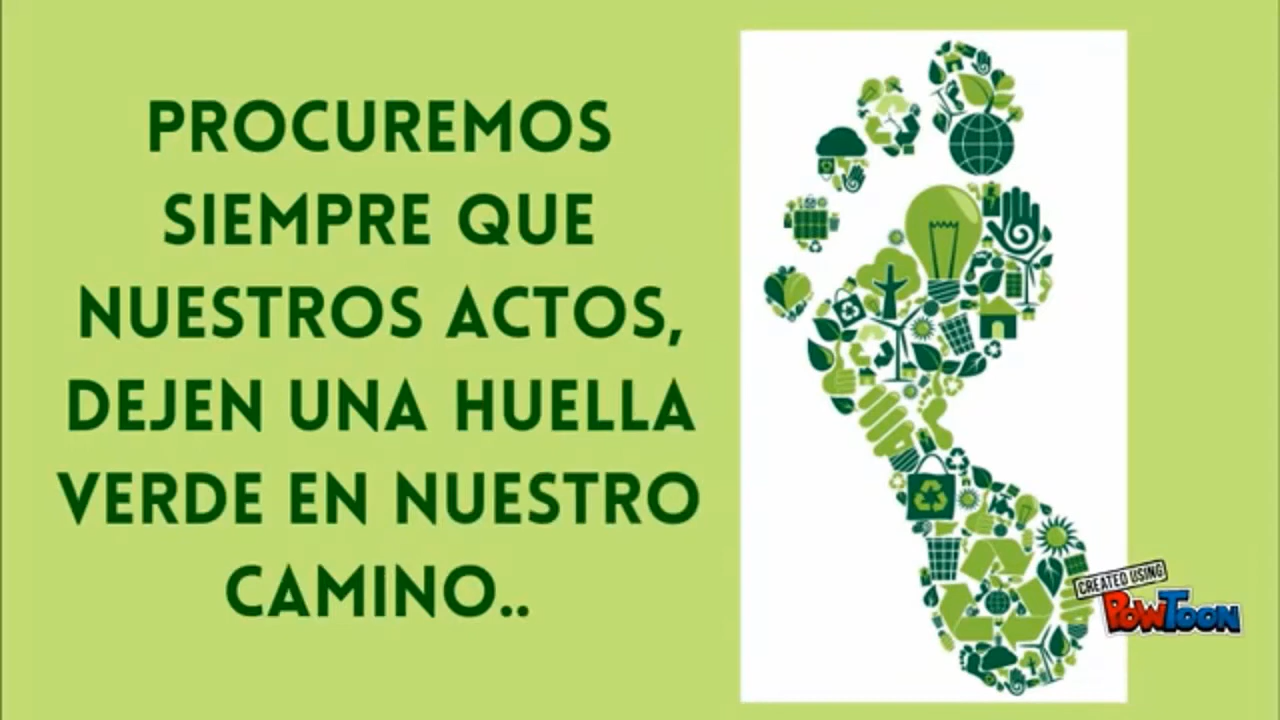 PROCUREMOS
SIEMPRE QUE
NUESTROS ACTOS,
DEJEN UNA HUELLA
VERDE EN NUESTRO
CAMINO..
CREATED USING
POWTOON